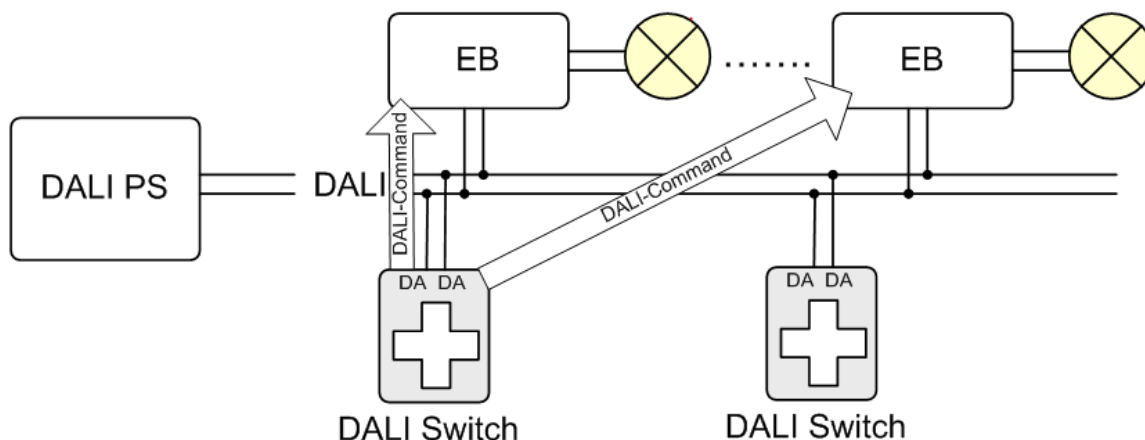 EB
EB
DALI PS
DALI
DALI-Command
DALI-Command
DA DA
DA DA
DALI Switch
DALI Switch